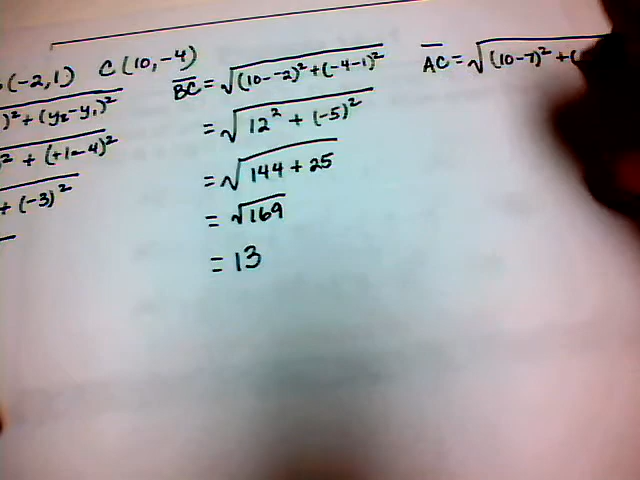 (-2,1) C(10,-4)
)² + (y₂-y₁)²
² + (+1-4)²
+ (-3)²
BC = √(10--2)² + (-4-1)²
= √12² + (-5)²
= √144 + 25
= √169
= 13
AC = √(10-7)² + (